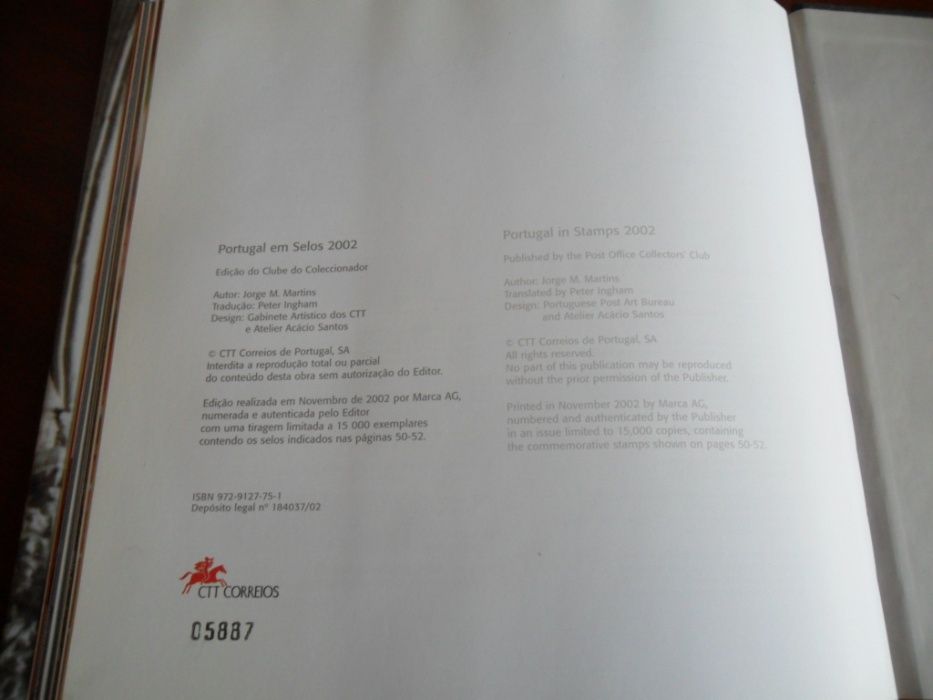 Portugal em Selos 2002
Edição do Clube do Coleccionador
Autor: Jorge M. Martins
Tradução: Peter Ingham
Design: Gabinete Artístico dos CTT
e Atelier Acácio Santos
© CTT Correios de Portugal, SA
Interdita a reprodução total ou parcial
do conteúdo desta obra sem autorização do Editor.
Edição realizada em Novembro de 2002 por Marca AG,
numerada e autenticada pelo Editor
com uma tiragem limitada a 15 000 exemplares
contendo os selos indicados nas páginas 50-52.
ISBN 972-9127-75-1
Depósito legal nº 184037/02
CTT CORREIOS
05887
Portugal in Stamps 2002
Published by the Post Office Collectors' Club
Author: Jorge M. Martins
Translated by Peter Ingham
Design: Portuguese Post Art Bureau
and Atelier Acácio Santos
© CTT Correios de Portugal, SA
All rights reserved.
No part of this publication may be reproduced
without the prior permission of the Publisher.
Printed in November 2002 by Marca AG,
numbered and authenticated by the Publisher
in an issue limited to 15,000 copies, containing
the commemorative stamps shown on pages 50-52.